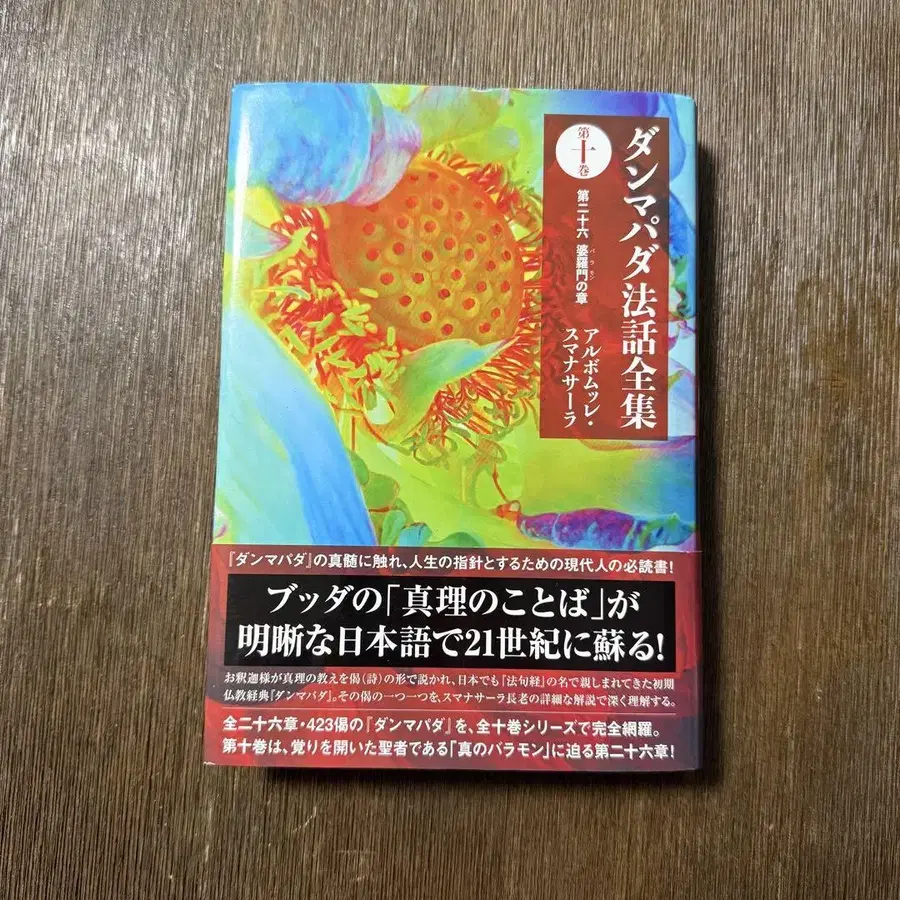 ダンマパダ法話全集
第十巻
第二十六 婆羅門の章
バラモン
アルボムッレ・
スマナサーラ
『ダンマパダ』の真髄に触れ、人生の指針とするための現代人の必読書!
ブッダの「真理のことば」が
明晰な日本語で21世紀に蘇る!
お釈迦様が真理の教えを偈(詩)の形で説かれ、日本でも『法句経』の名で親しまれてきた初期
仏教経典『ダンマパダ』。その偈の一つ一つを、スマナサーラ長老の詳細な解説で深く理解する。
全二十六章・423偈の『ダンマパダ』を、全十巻シリーズで完全網羅。
第十巻は、覚りを開いた聖者である「真のバラモン」に迫る第二十六章!